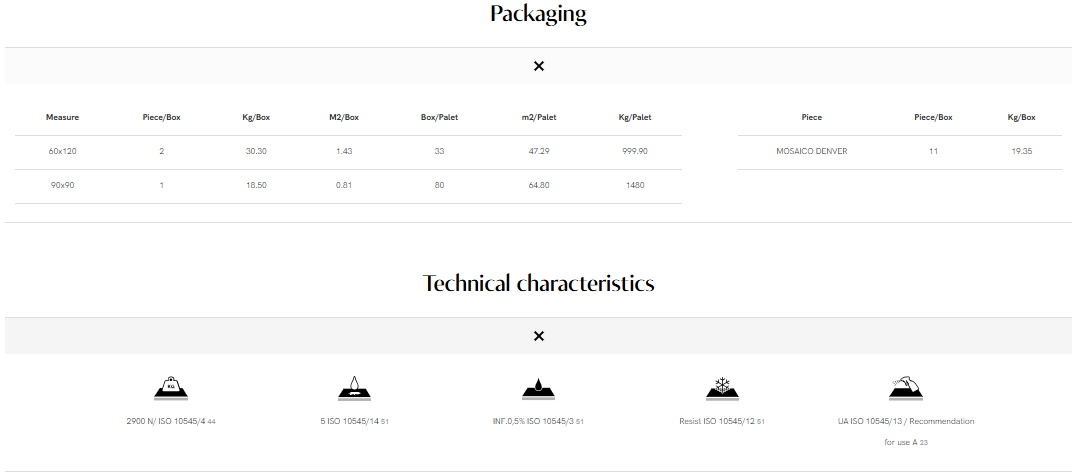 Packaging
Measure Piece/Box Kg/Box M2/Box Box/Palet m2/Palet Kg/Palet
60x120 2 30.30 1.43 33 47.29 999.90
90x90 1 18.50 0.81 80 64.80 1480
Piece Piece/Box Kg/Box
MOSAICO DENVER 11 19.35
Technical characteristics
KG
2900 N/ ISO 10545/4 44
5 ISO 10545/14 51
INF.0,5% ISO 10545/3 51
Resist ISO 10545/12 51
UA ISO 10545/13 / Recommendation
for use A 23